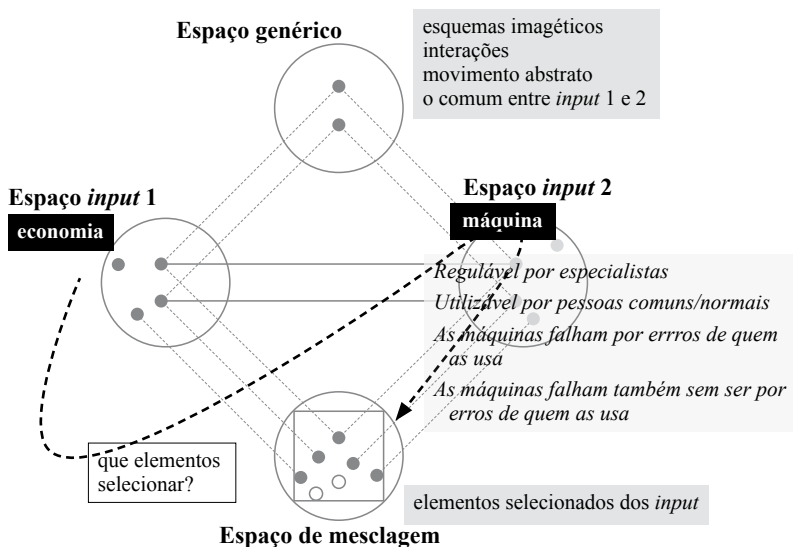 Espaço genérico
esquemas imagéticos
interações
movimento abstrato
o comum entre input 1 e 2
Espaço input 1
economia
Espaço input 2
máquina
Regulável por especialistas
Utilizável por pessoas comuns/normais
As máquinas falham por errros de quem
as usa
As máquinas falham também sem ser por
erros de quem as usa
que elementos
selecionar?
elementos selecionados dos input
Espaço de mesclagem